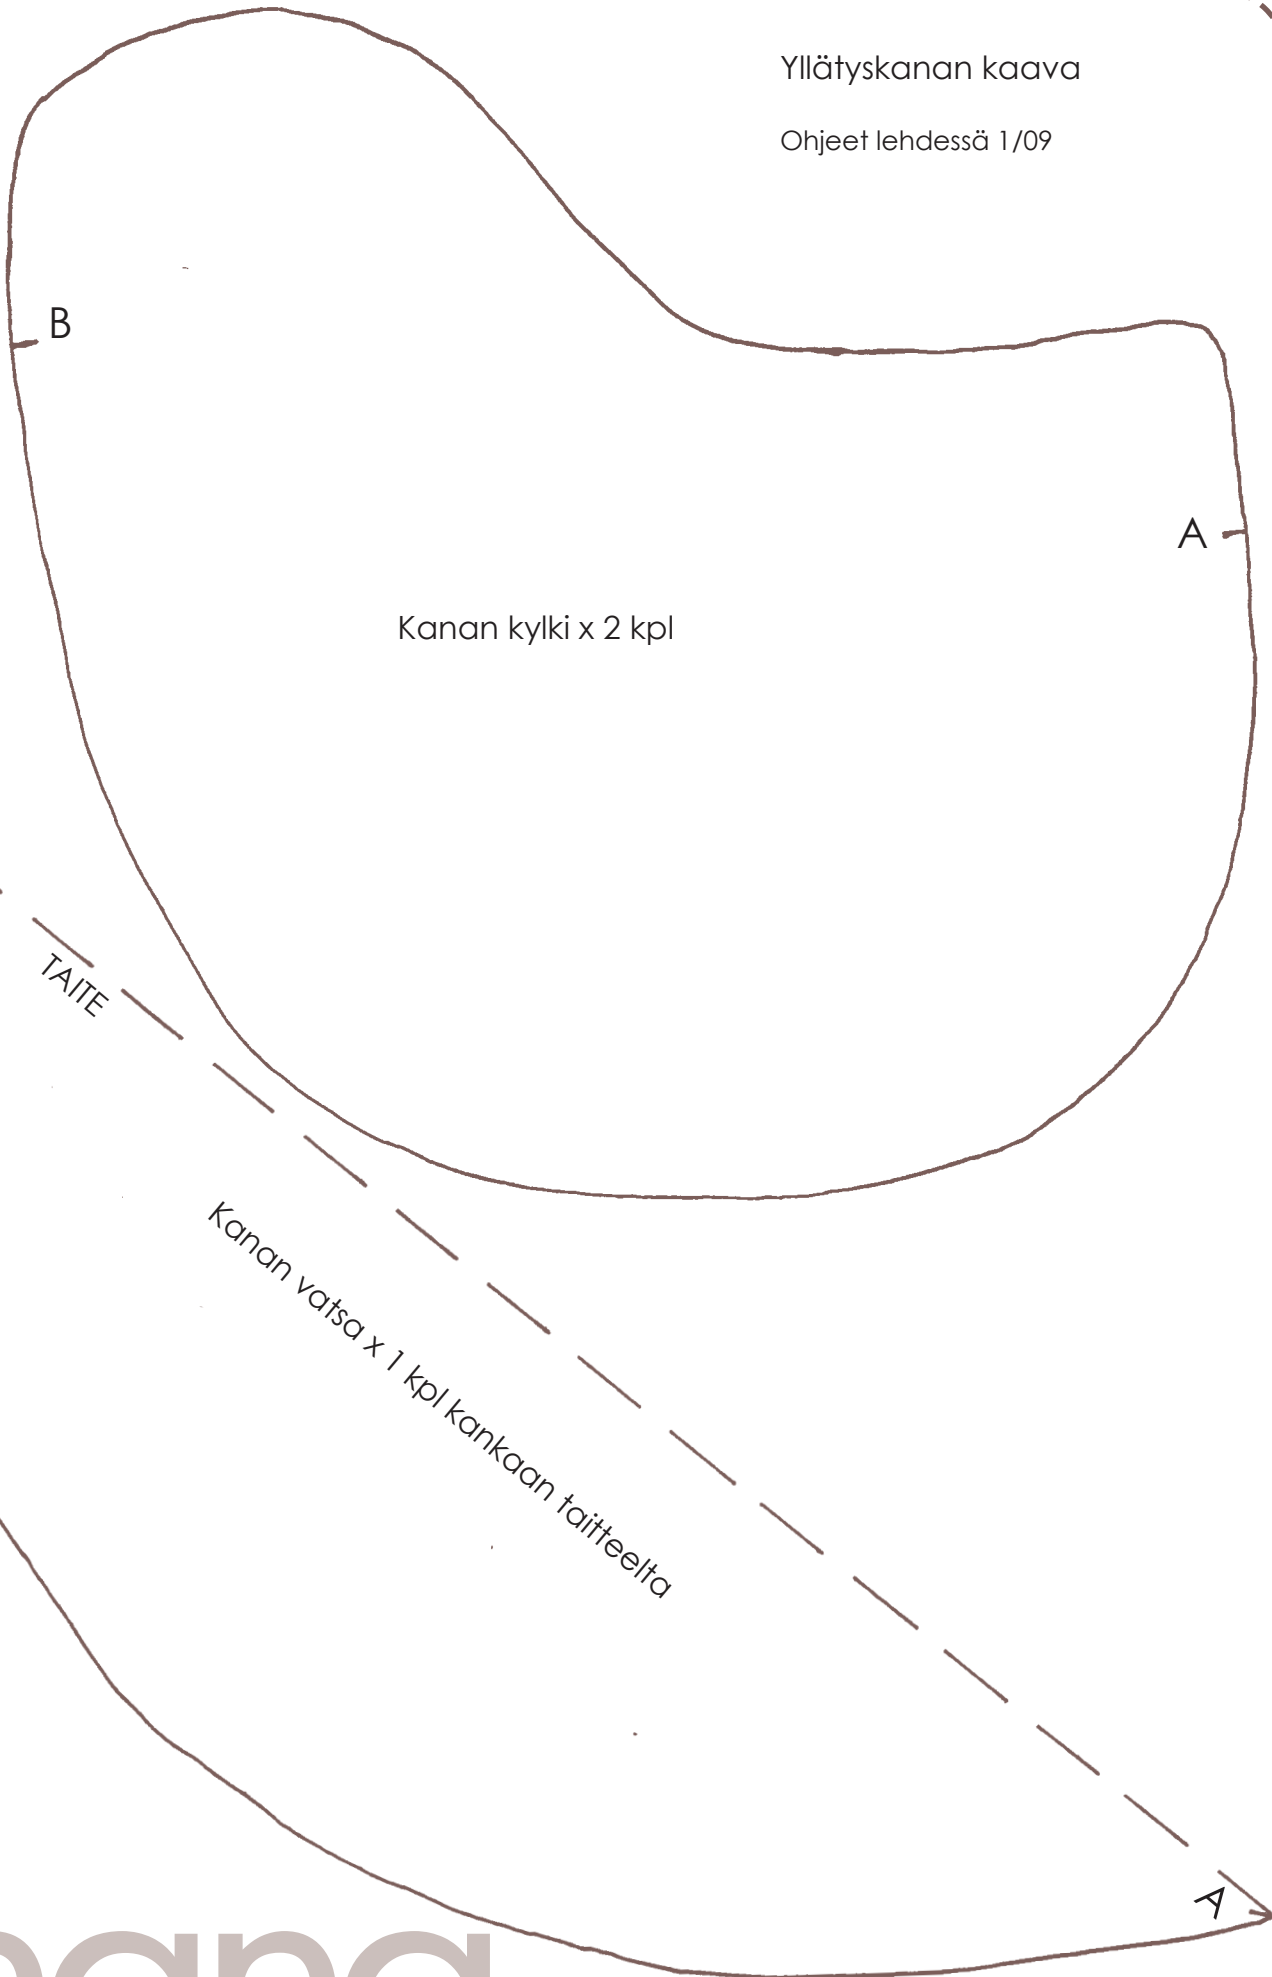 Yllätyskanan kaava
Ohjeet lehdessä 1/09
B
A
Kanan kylki x 2 kpl
TAITE
Kanan vatsa x 1 kpl kankaan taitteelta
A